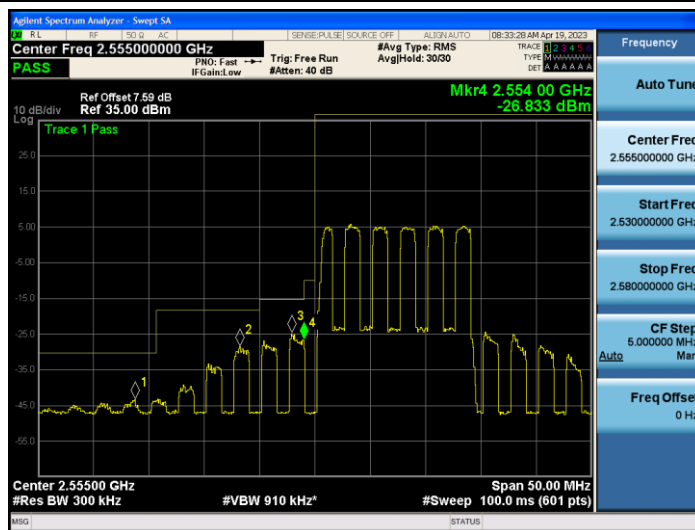 Agilent Spectrum Analyzer - Swept SA
RL RF 50 Ω AC SENSE:PULSE SOURCE OFF ALIGN AUTO 08:33:28 AM Apr 19, 2023
Center Freq 2.555000000 GHz #Avg Type: RMS TRACE 1 2 3 4 5 6
PASS PNO: Fast Trig: Free Run Avg|Hold: 30/30 TYPE M
IFGain:Low #Atten: 40 dB DET A A A A A A
Mkr4 2.554 00 GHz
Ref Offset 7.59 dB
10 dB/div Ref 35.00 dBm -26.833 dBm
Log
Trace 1 Pass
25.0
15.0
5.00
-5.00
-15.0
-25.0
-35.0
-45.0
-55.0
1
2
3
4
Center 2.55500 GHz Span 50.00 MHz
#Res BW 300 kHz #VBW 910 kHz* #Sweep 100.0 ms (601 pts)
MSG STATUS
Frequency
Auto Tune
Center Freq
2.555000000 GHz
Start Freq
2.530000000 GHz
Stop Freq
2.580000000 GHz
CF Step
5.000000 MHz
Auto Man
Freq Offset
0 Hz